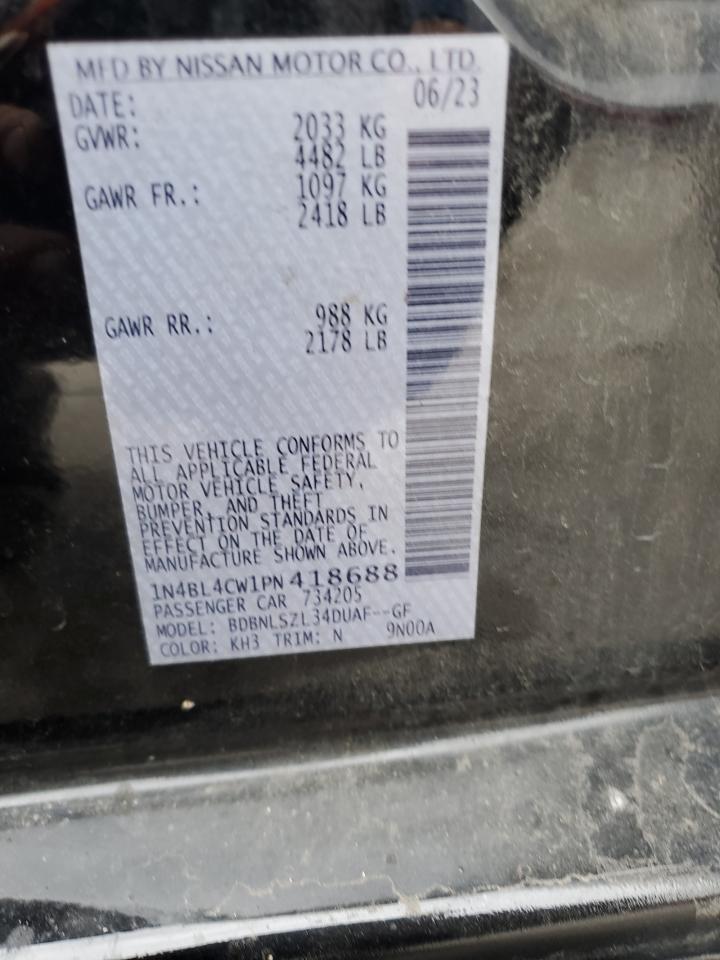 MFD BY NISSAN MOTOR CO., LTD.
DATE: 06/23
GVWR: 2033 KG
4482 LB
GAWR FR.: 1097 KG
2418 LB
GAWR RR.: 988 KG
2178 LB
THIS VEHICLE CONFORMS TO
ALL APPLICABLE FEDERAL
MOTOR VEHICLE SAFETY,
BUMPER, AND THEFT
PREVENTION STANDARDS IN
EFFECT ON THE DATE OF
MANUFACTURE SHOWN ABOVE.
1N4BL4CW1PN418688
PASSENGER CAR 734205
MODEL: BDBNLSZL34DUAF--GF
COLOR: KH3 TRIM: N 9N00A